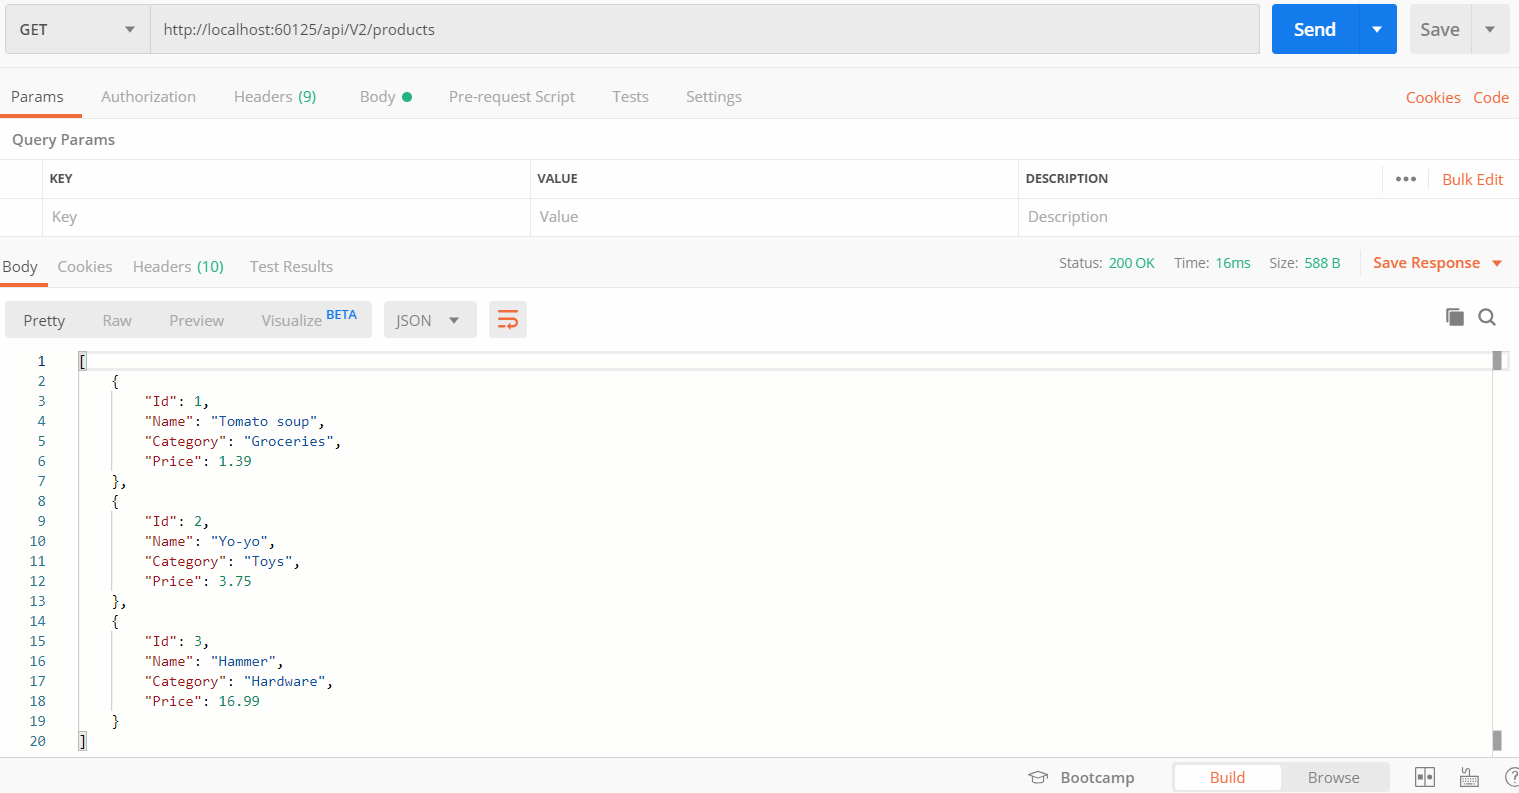 GET http://localhost:60125/api/V2/products Send Save
Params Authorization Headers (9) Body Pre-request Script Tests Settings Cookies Code
Query Params
KEY VALUE DESCRIPTION ••• Bulk Edit
Key Value Description
Body Cookies Headers (10) Test Results Status: 200 OK Time: 16ms Size: 588 B Save Response
Pretty Raw Preview Visualize BETA JSON
1 [
2 {
3 "Id": 1,
4 "Name": "Tomato soup",
5 "Category": "Groceries",
6 "Price": 1.39
7 },
8 {
9 "Id": 2,
10 "Name": "Yo-yo",
11 "Category": "Toys",
12 "Price": 3.75
13 },
14 {
15 "Id": 3,
16 "Name": "Hammer",
17 "Category": "Hardware",
18 "Price": 16.99
19 }
20 ]
Bootcamp Build Browse ?